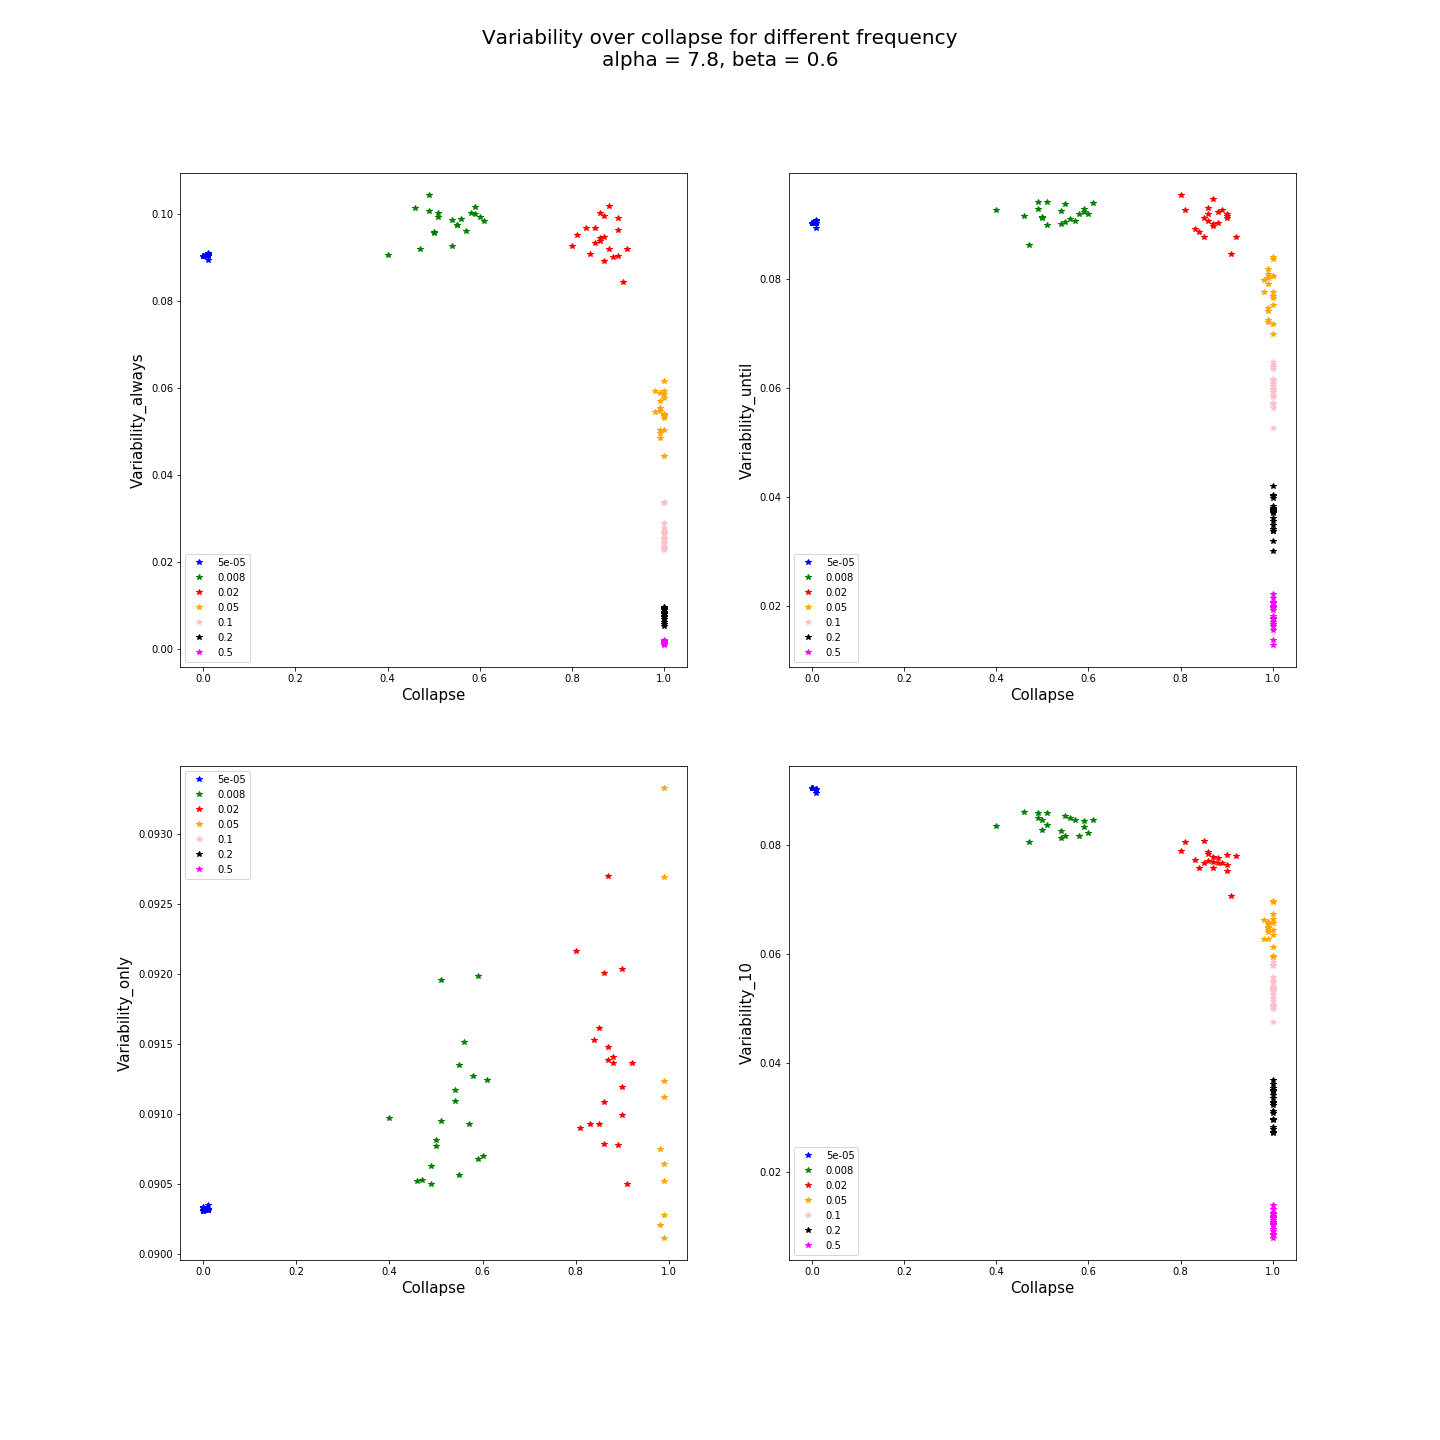 Variability over collapse for different frequency
alpha = 7.8, beta = 0.6
Variability_always
0.10
0.08
0.06
0.04
0.02
0.00
5e-05
0.008
0.02
0.05
0.1
0.2
0.5
0.0 0.2 0.4 0.6 0.8 1.0
Collapse
Variability_until
0.08
0.06
0.04
0.02
5e-05
0.008
0.02
0.05
0.1
0.2
0.5
0.0 0.2 0.4 0.6 0.8 1.0
Collapse
Variability_only
0.0930
0.0925
0.0920
0.0915
0.0910
0.0905
0.0900
5e-05
0.008
0.02
0.05
0.1
0.2
0.5
0.0 0.2 0.4 0.6 0.8 1.0
Collapse
Variability_10
0.08
0.06
0.04
0.02
5e-05
0.008
0.02
0.05
0.1
0.2
0.5
0.0 0.2 0.4 0.6 0.8 1.0
Collapse